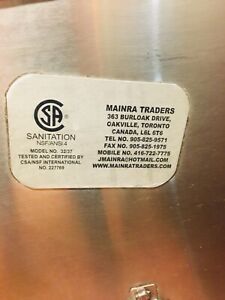 CSA
SANITATION
NSF/ANSI 4
MODEL NO. 32/37
TESTED AND CERTIFIED BY
CSA/NSF INTERNATIONAL
NO. 227769
MAINRA TRADERS
363 BURLOAK DRIVE,
OAKVILLE, TORONTO
CANADA, L6L 6T6
TEL NO. 905-825-9571
FAX NO. 905-825-1975
MOBILE NO. 416-722-7775
JMAINRA@HOTMAIL.COM
WWW.MAINRATRADERS.COM